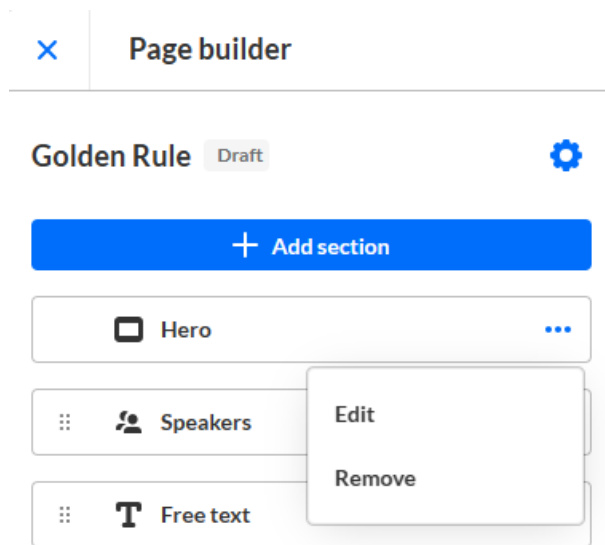 Page builder
Golden Rule Draft
Add section
Hero
Speakers
Edit
Remove
Free text